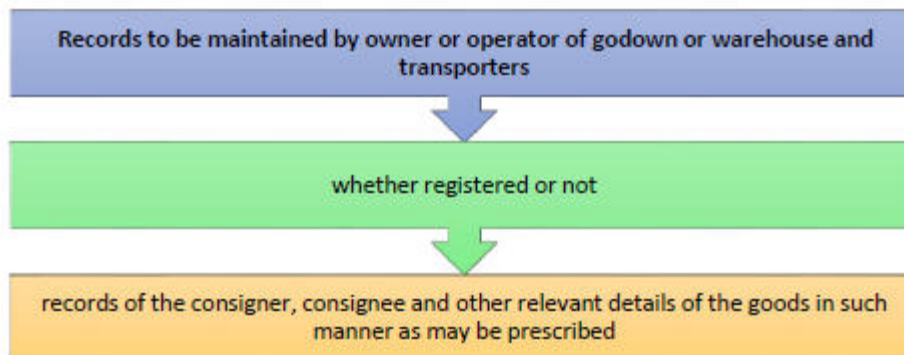 Records to be maintained by owner or operator of godown or warehouse and
transporters
whether registered or not
records of the consigner, consignee and other relevant details of the goods in such
manner as may be prescribed